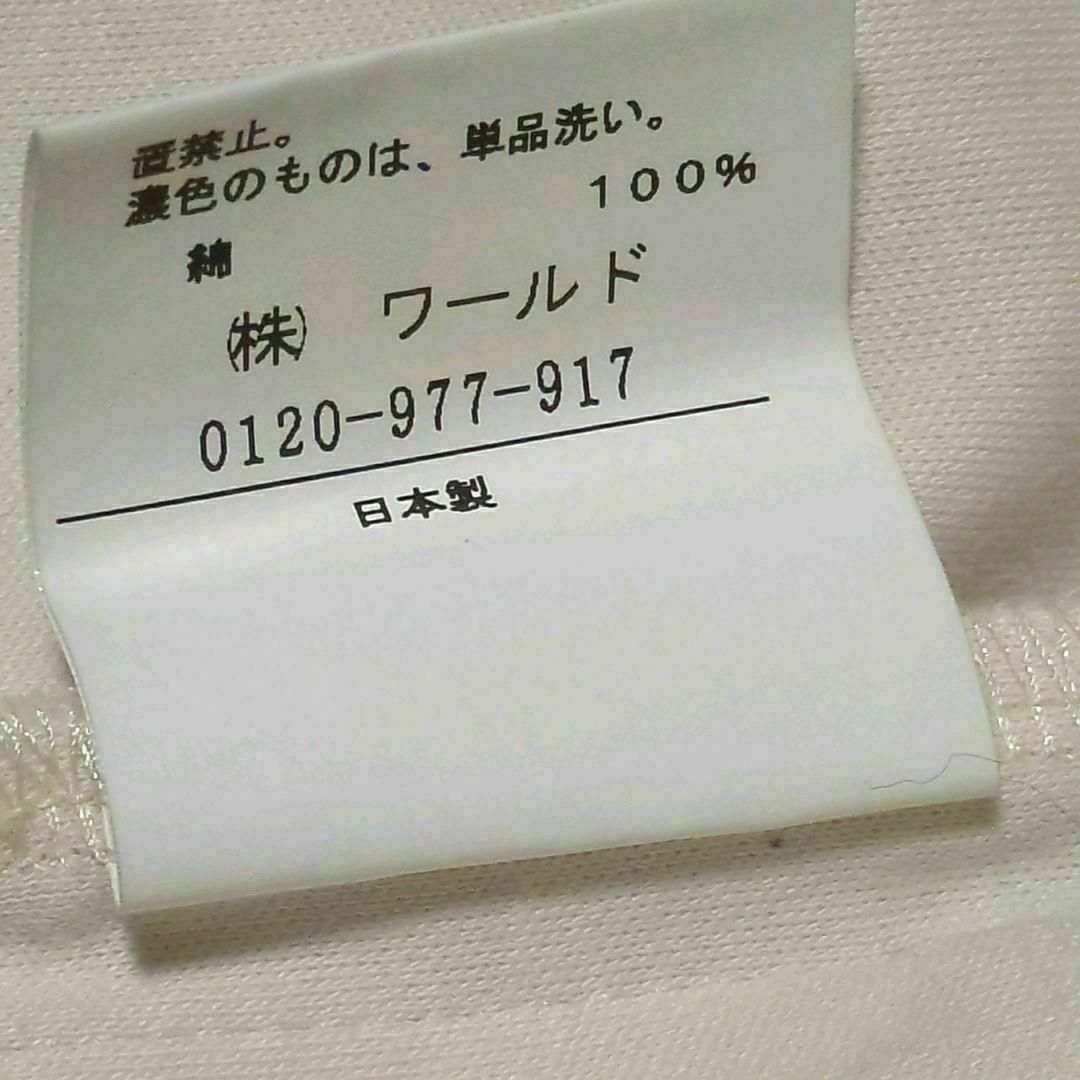 置禁止。
濃色のものは、単品洗い。
綿 100%
㈱ ワールド
0120-977-917
日本製